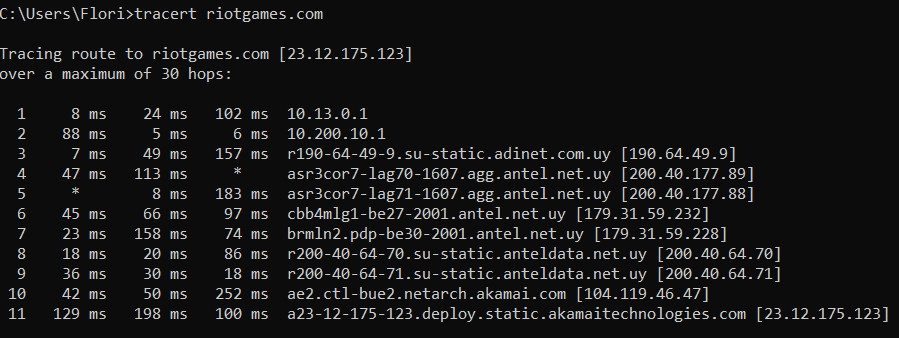 C:\Users\Flori>tracert riotgames.com
Tracing route to riotgames.com [23.12.175.123]
over a maximum of 30 hops:
1 8 ms 24 ms 102 ms 10.13.0.1
2 88 ms 5 ms 6 ms 10.200.10.1
3 7 ms 49 ms 157 ms r190-64-49-9.su-static.adinet.com.uy [190.64.49.9]
4 47 ms 113 ms * asr3cor7-lag70-1607.agg.antel.net.uy [200.40.177.89]
5 * 8 ms 183 ms asr3cor7-lag71-1607.agg.antel.net.uy [200.40.177.88]
6 45 ms 66 ms 97 ms cbb4mlg1-be27-2001.antel.net.uy [179.31.59.232]
7 23 ms 158 ms 74 ms brmln2.pdp-be30-2001.antel.net.uy [179.31.59.228]
8 18 ms 20 ms 86 ms r200-40-64-70.su-static.anteldata.net.uy [200.40.64.70]
9 36 ms 30 ms 18 ms r200-40-64-71.su-static.anteldata.net.uy [200.40.64.71]
10 42 ms 50 ms 252 ms ae2.ctl-bue2.netarch.akamai.com [104.119.46.47]
11 129 ms 198 ms 100 ms a23-12-175-123.deploy.static.akamaitechnologies.com [23.12.175.123]